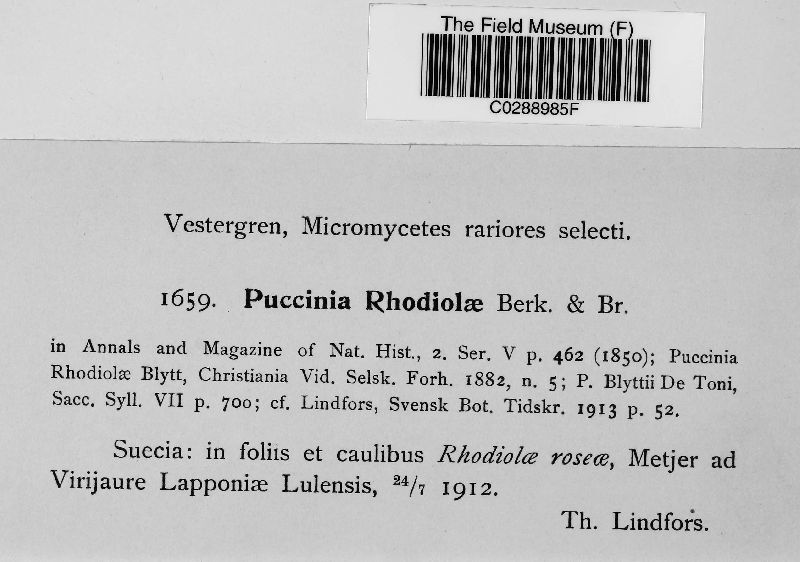 The Field Museum (F)
C0288985F
Vestergren, Micromycetes rariores selecti.
1659. Puccinia Rhodiolæ Berk. & Br.
in Annals and Magazine of Nat. Hist., 2. Ser. V p. 462 (1850); Puccinia
Rhodiolæ Blytt, Christiania Vid. Selsk. Forh. 1882, n. 5; P. Blyttii De Toni,
Sacc. Syll. VII p. 700; cf. Lindfors, Svensk Bot. Tidskr. 1913 p. 52.
Suecia: in foliis et caulibus Rhodiolæ roseæ, Metjer ad
Virijaure Lapponiæ Lulensis, 24/7 1912.
Th. Lindfors.